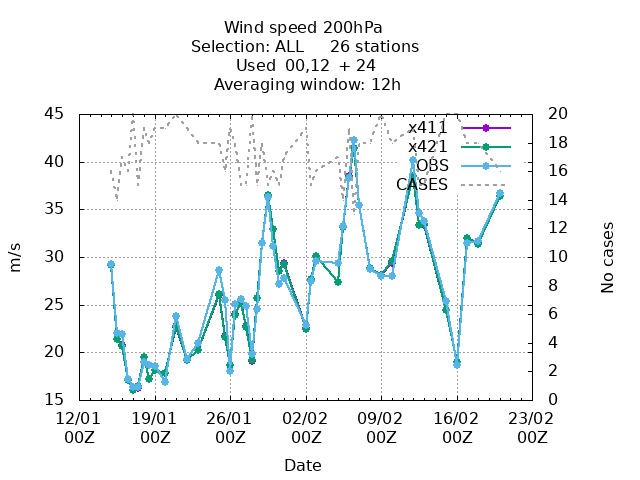 Wind speed 200hPa
Selection: ALL     26 stations
Used  00,12  + 24
Averaging window: 12h
45
40
35
30
25
20
15
m/s
20
18
16
14
12
10
8
6
4
2
0
No cases
x411
x421
OBS
CASES
12/01 19/01 26/01 02/02 09/02 16/02 23/02
00Z 00Z 00Z 00Z 00Z 00Z 00Z
Date